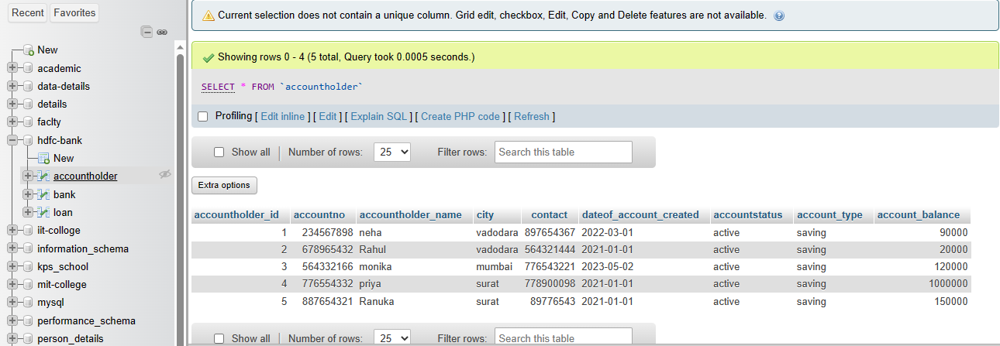 Recent Favorites
New
academic
data-details
details
faclty
hdfc-bank
New
accountholder
bank
loan
iit-colloge
information_schema
kps_school
mit-college
mysql
performance_schema
person_details
Current selection does not contain a unique column. Grid edit, checkbox, Edit, Copy and Delete features are not available.
Showing rows 0 - 4 (5 total, Query took 0.0005 seconds.)
SELECT * FROM `accountholder`
Profiling [ Edit inline ] [ Edit ] [ Explain SQL ] [ Create PHP code ] [ Refresh ]
Show all Number of rows: 25 Filter rows: Search this table
Extra options
accountholder_id accountno accountholder_name city contact dateof_account_created accountstatus account_type account_balance
1 234567898 neha vadodara 897654367 2022-03-01 active saving 90000
2 678965432 Rahul vadodara 564321444 2021-01-01 active saving 20000
3 564332166 monika mumbai 776543221 2023-05-02 active saving 120000
4 776554332 priya surat 778900098 2021-01-01 active saving 1000000
5 887654321 Ranuka surat 89776543 2021-01-01 active saving 150000
Show all Number of rows: 25 Filter rows: Search this table